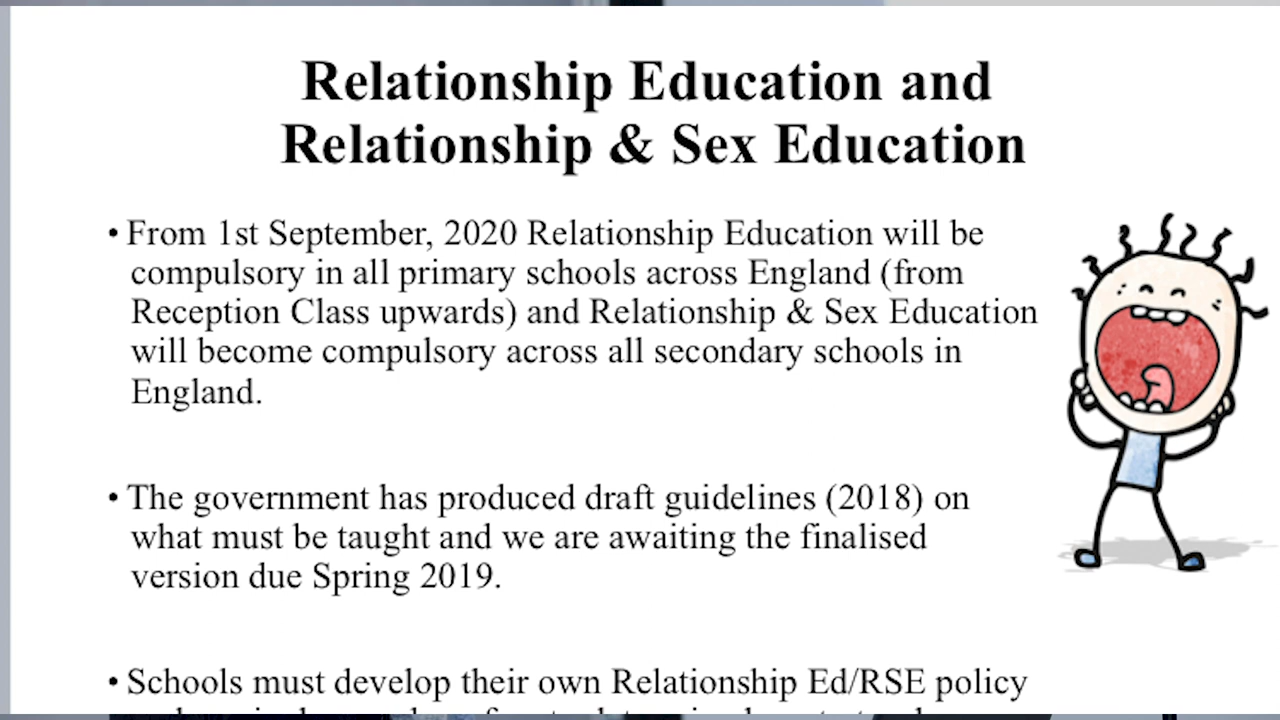 Relationship Education and
Relationship & Sex Education
• From 1st September, 2020 Relationship Education will be
compulsory in all primary schools across England (from
Reception Class upwards) and Relationship & Sex Education
will become compulsory across all secondary schools in
England.
• The government has produced draft guidelines (2018) on
what must be taught and we are awaiting the finalised
version due Spring 2019.
• Schools must develop their own Relationship Ed/RSE policy